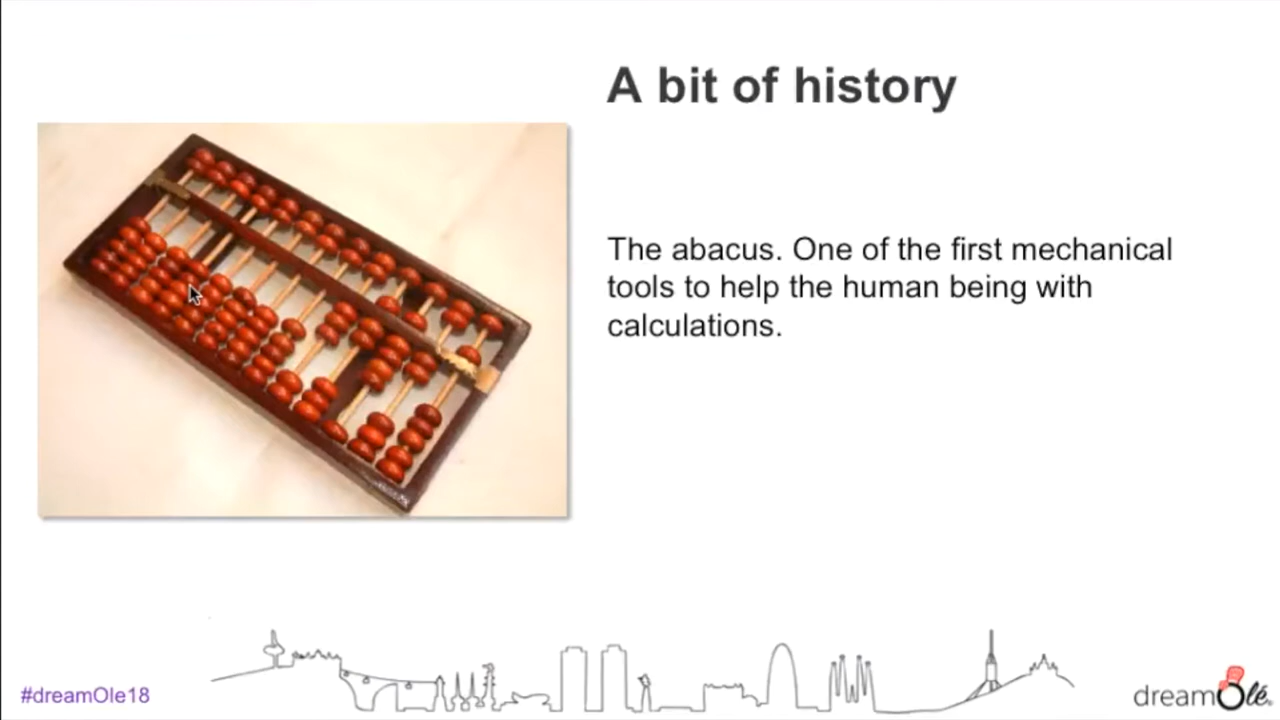 A bit of history
The abacus. One of the first mechanical
tools to help the human being with
calculations.
#dreamOle18
dreamOlé.